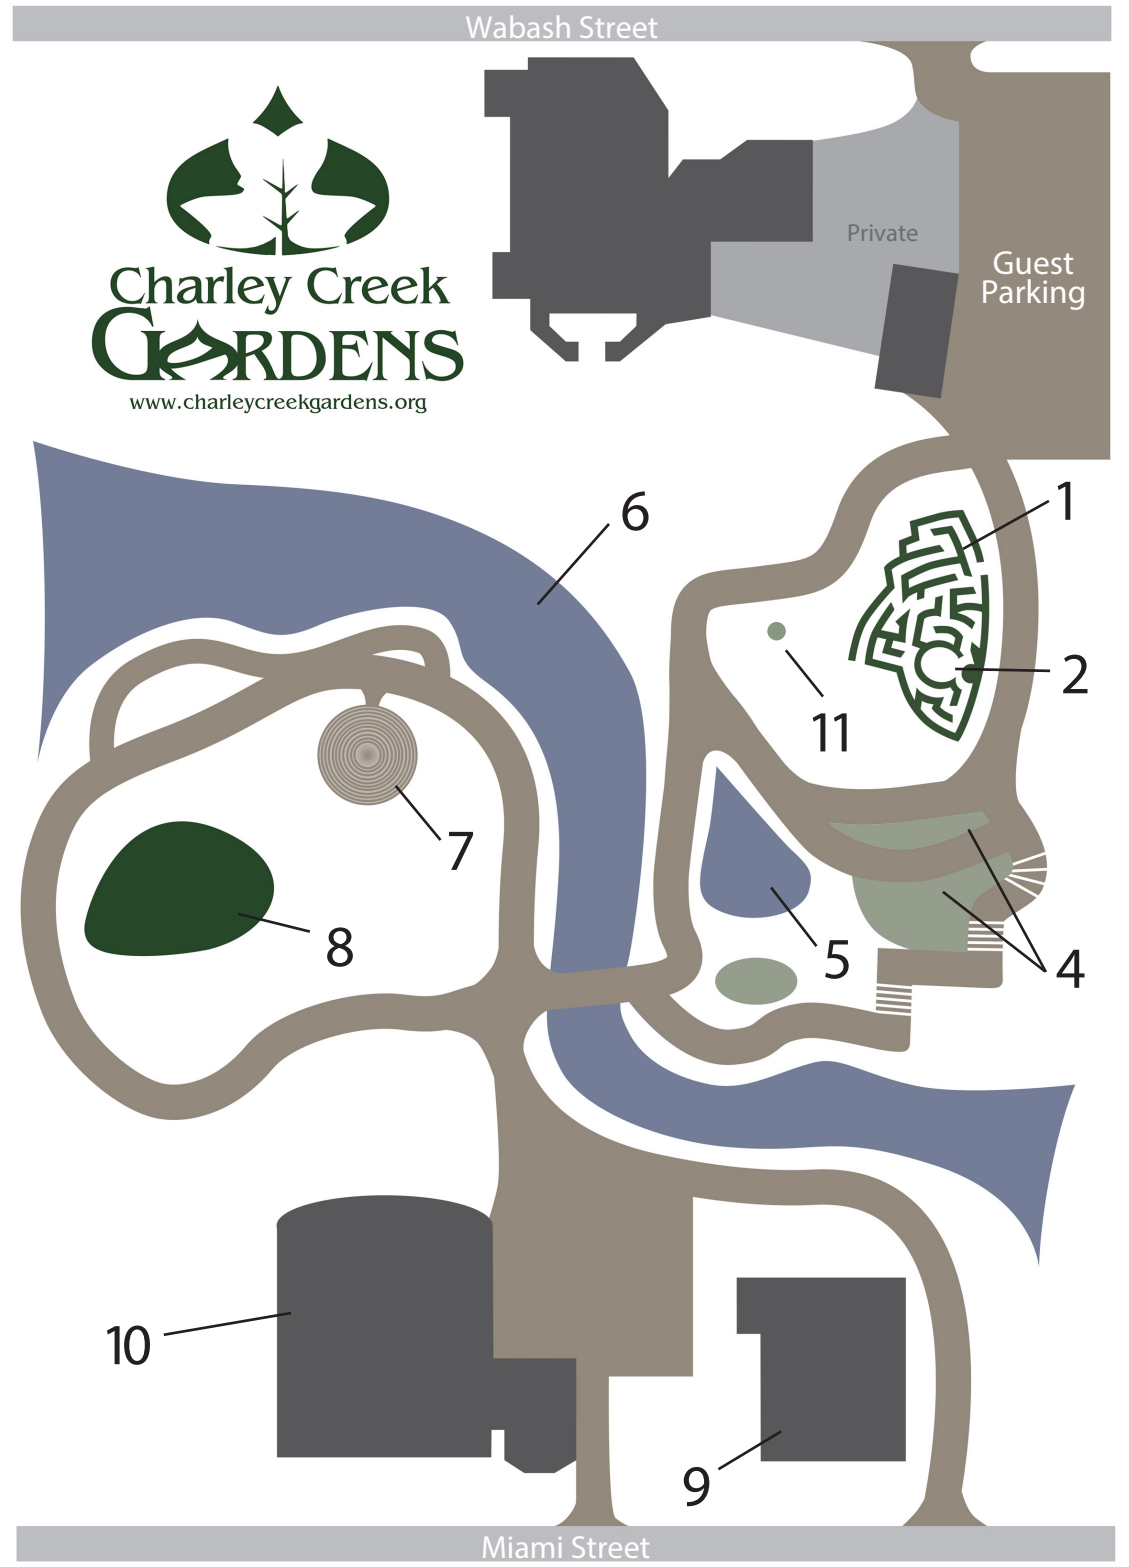 Wabash Street
Charley Creek
GARDENS
www.charleycreekgardens.org
Private
Guest
Parking
1
6
2
11
7
8
5
4
10
9
Miami Street